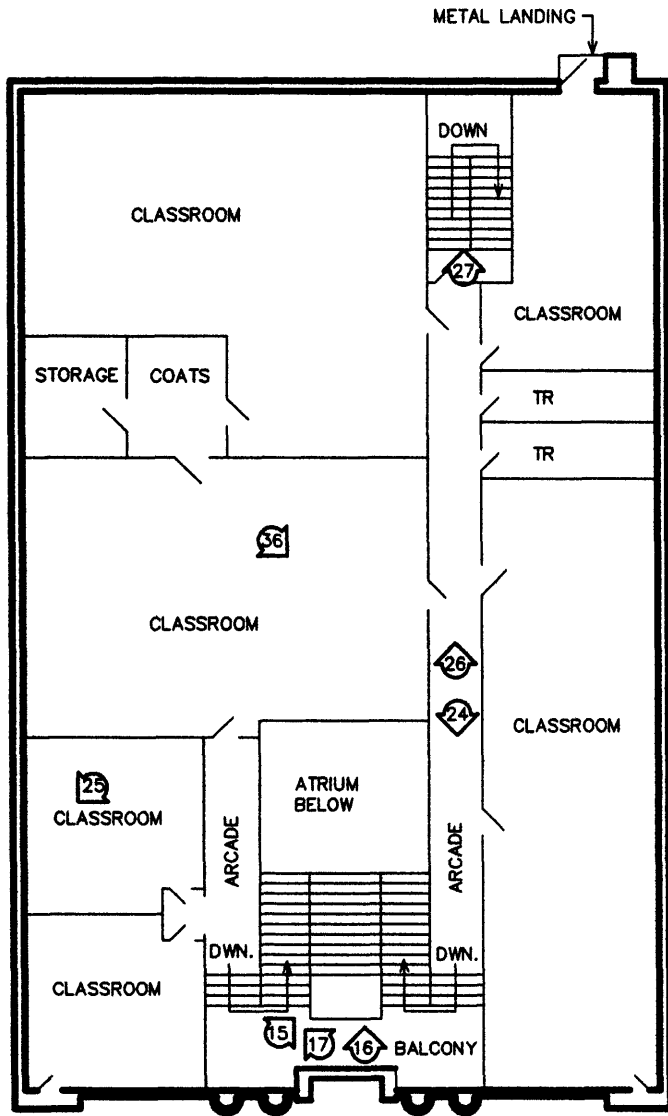 METAL LANDING
DOWN
CLASSROOM
27
CLASSROOM
STORAGE
COATS
TR
TR
36
CLASSROOM
26
24
CLASSROOM
25
CLASSROOM
ATRIUM
BELOW
ARCADE
ARCADE
DWN.
DWN.
CLASSROOM
15
17
16
BALCONY